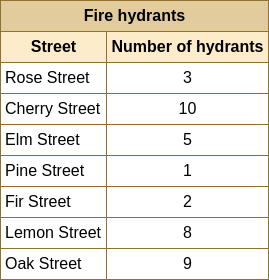 Fire hydrants
Street Number of hydrants
Rose Street 3
Cherry Street 10
Elm Street 5
Pine Street 1
Fir Street 2
Lemon Street 8
Oak Street 9